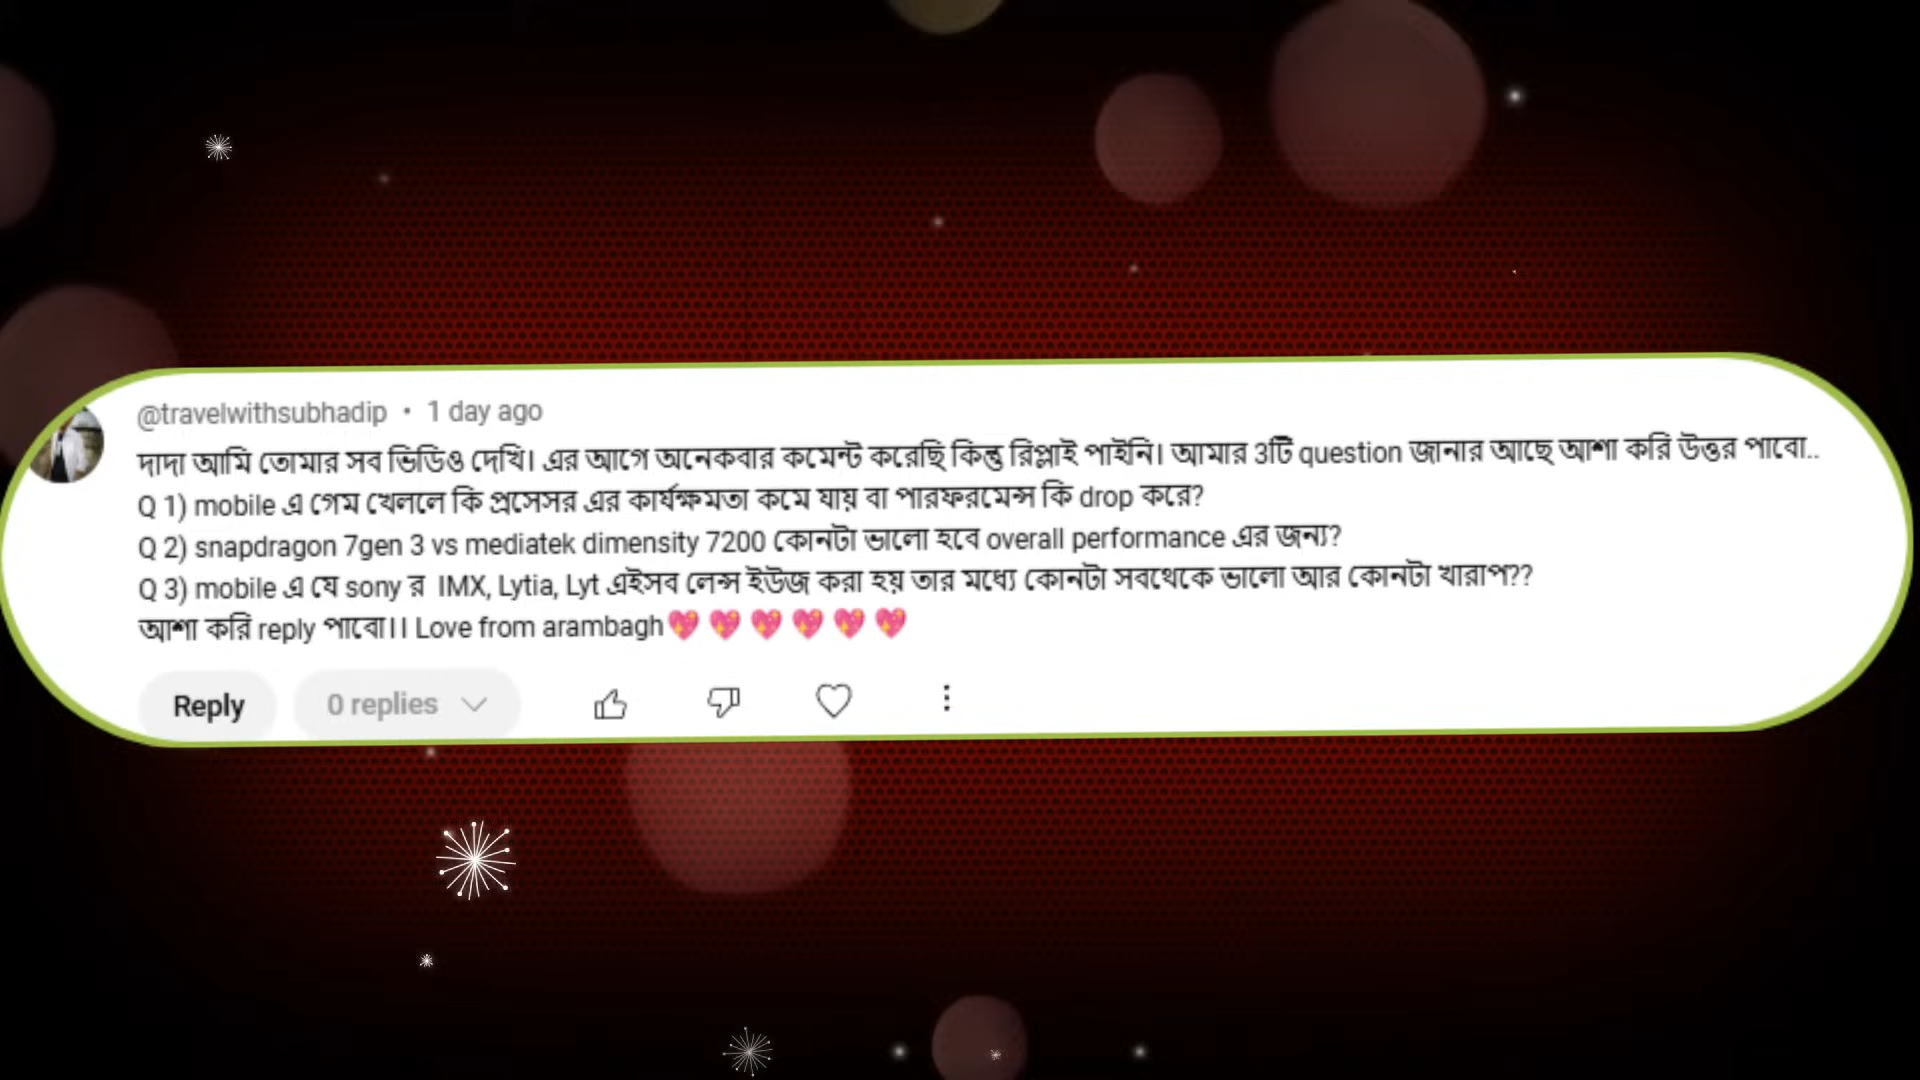 @travelwithsubhadip • 1 day ago
দাদা আমি তোমার সব ভিডিও দেখি। এর আগে অনেকবার কমেন্ট করেছি কিন্তু রিপ্লাই পাইনি। আমার 3টি question জানার আছে আশা করি উত্তর পাবো..
Q 1) mobile এ গেম খেললে কি প্রসেসর এর কার্যক্ষমতা কমে যায় বা পারফরমেন্স কি drop করে?
Q 2) snapdragon 7gen 3 vs mediatek dimensity 7200 কোনটা ভালো হবে overall performance এর জন্য?
Q 3) mobile এ যে sony র IMX, Lytia, Lyt এইসব লেন্স ইউজ করা হয় তার মধ্যে কোনটা সবথেকে ভালো আর কোনটা খারাপ??
আশা করি reply পাবো।। Love from arambagh💖 💖 💖 💖 💖 💖
Reply 0 replies